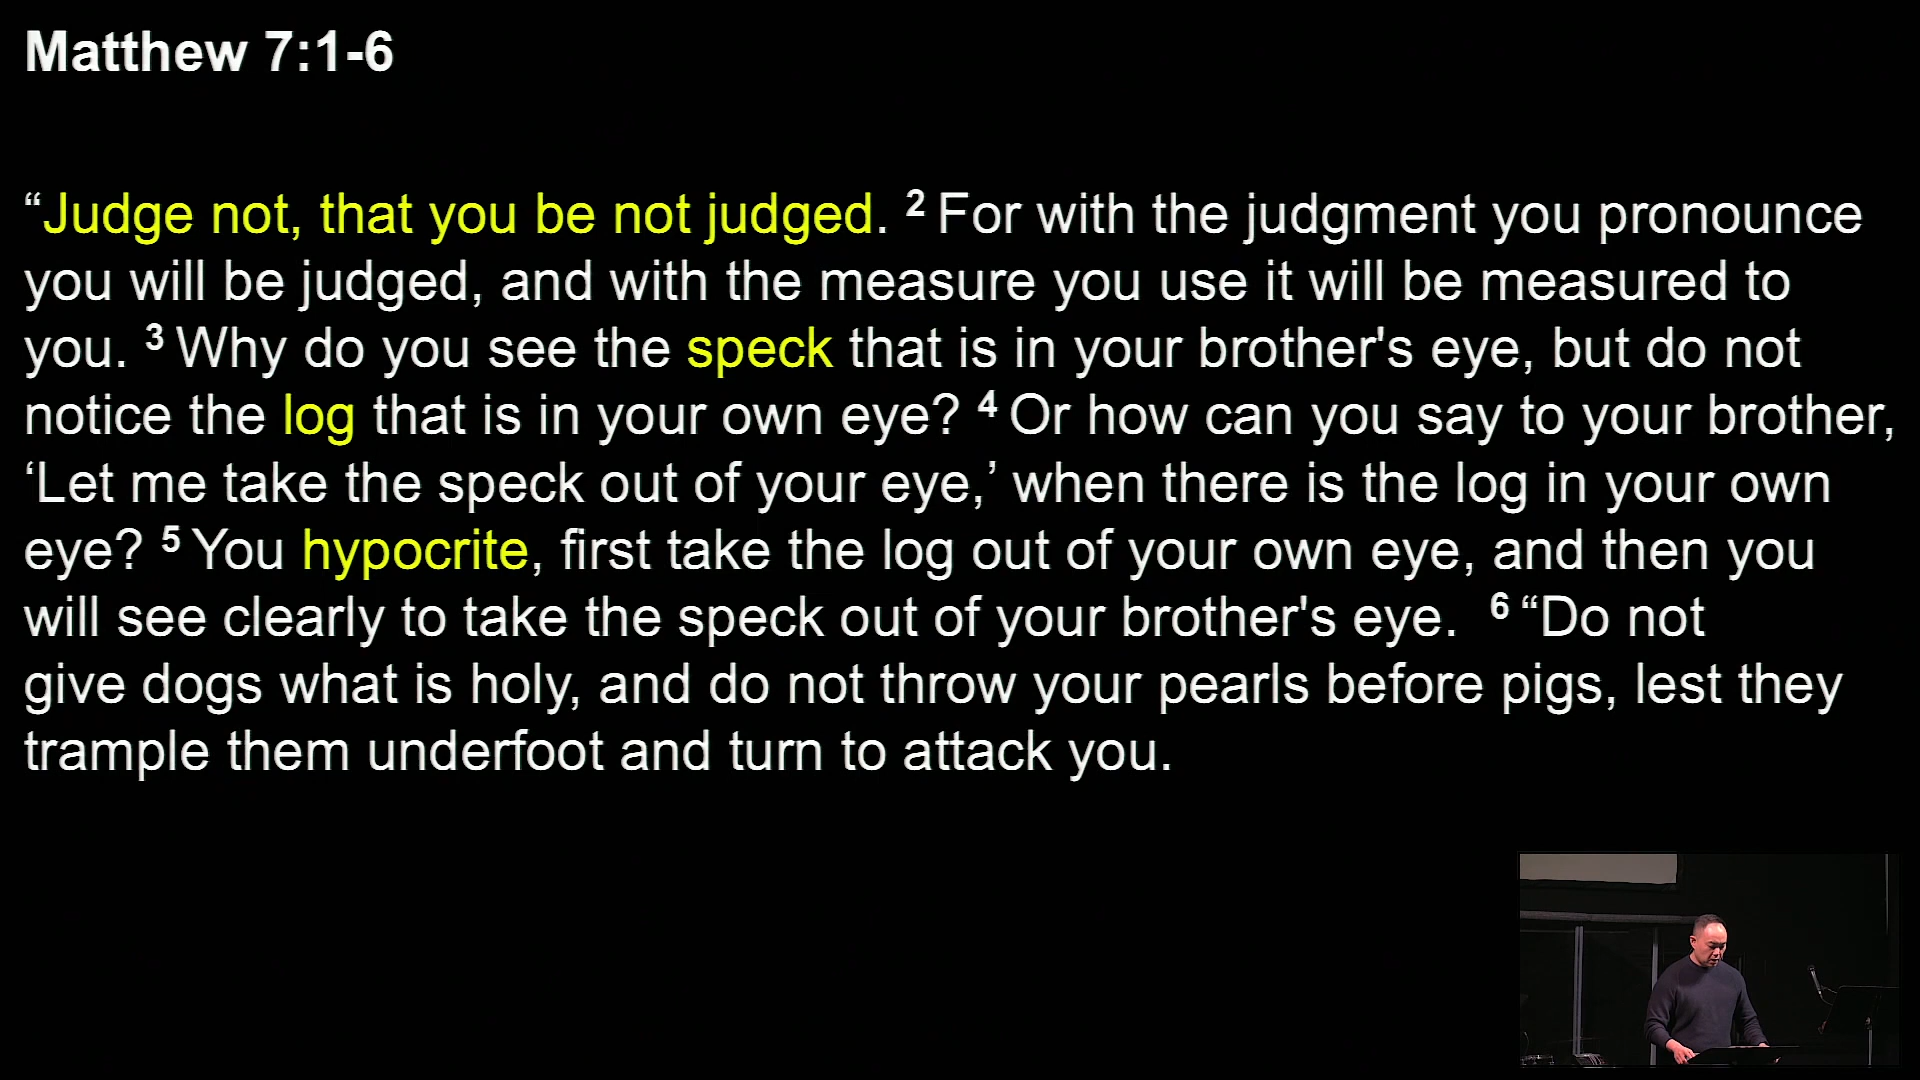 Matthew 7:1-6
“Judge not, that you be not judged. 2 For with the judgment you pronounce
you will be judged, and with the measure you use it will be measured to
you. 3 Why do you see the speck that is in your brother's eye, but do not
notice the log that is in your own eye? 4 Or how can you say to your brother,
‘Let me take the speck out of your eye,’ when there is the log in your own
eye? 5 You hypocrite, first take the log out of your own eye, and then you
will see clearly to take the speck out of your brother's eye.  6 “Do not
give dogs what is holy, and do not throw your pearls before pigs, lest they
trample them underfoot and turn to attack you.